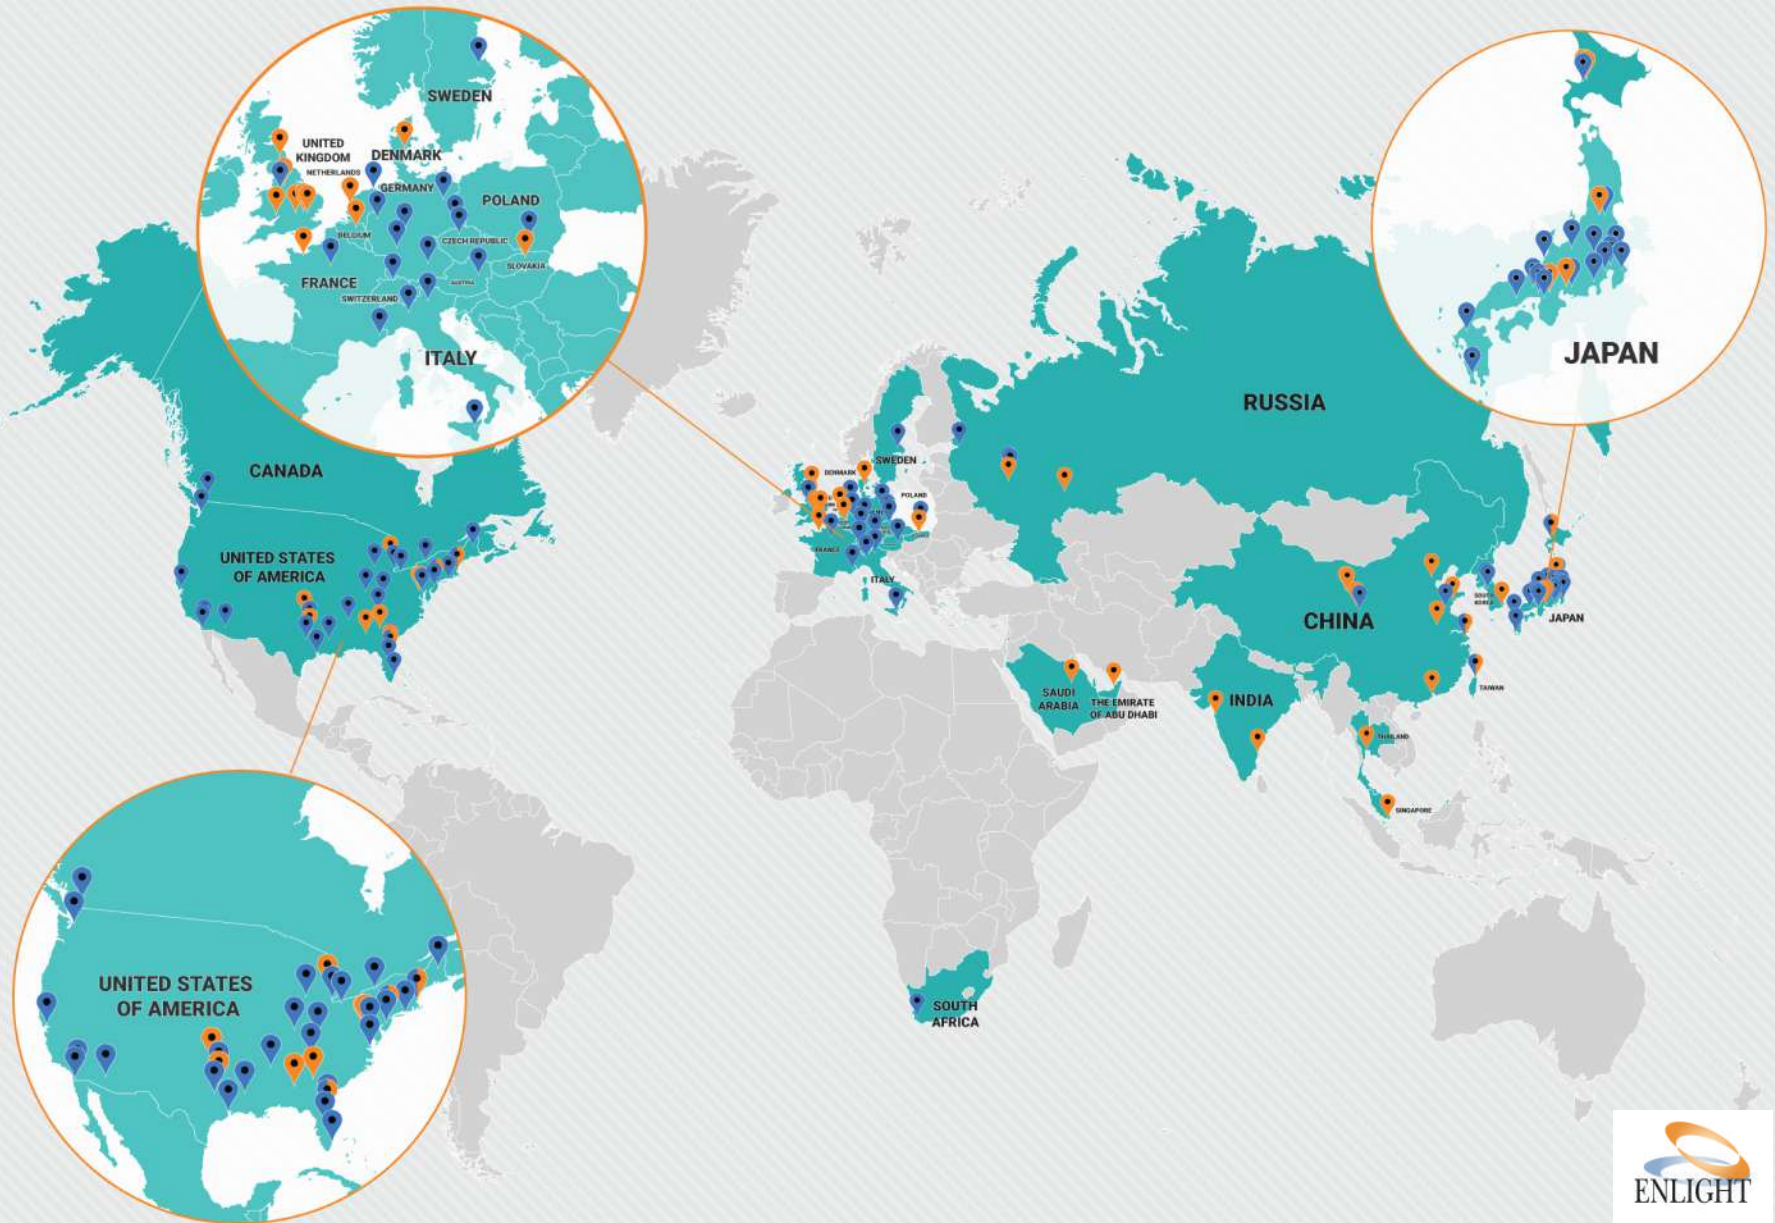 SWEDEN
UNITED
KINGDOM
DENMARK
NETHERLANDS
GERMANY
POLAND
BELGIUM
CZECH REPUBLIC
SLOVAKIA
FRANCE
AUSTRIA
SWITZERLAND
ITALY
JAPAN
RUSSIA
CANADA
SWEDEN
DENMARK
POLAND
UNITED STATES
OF AMERICA
FRANCE
ITALY
CHINA
SOUTH
KOREA
JAPAN
SAUDI
ARABIA
THE EMIRATE
OF ABU DHABI
INDIA
TAIWAN
THAILAND
SINGAPORE
UNITED STATES
OF AMERICA
SOUTH
AFRICA
ENLIGHT